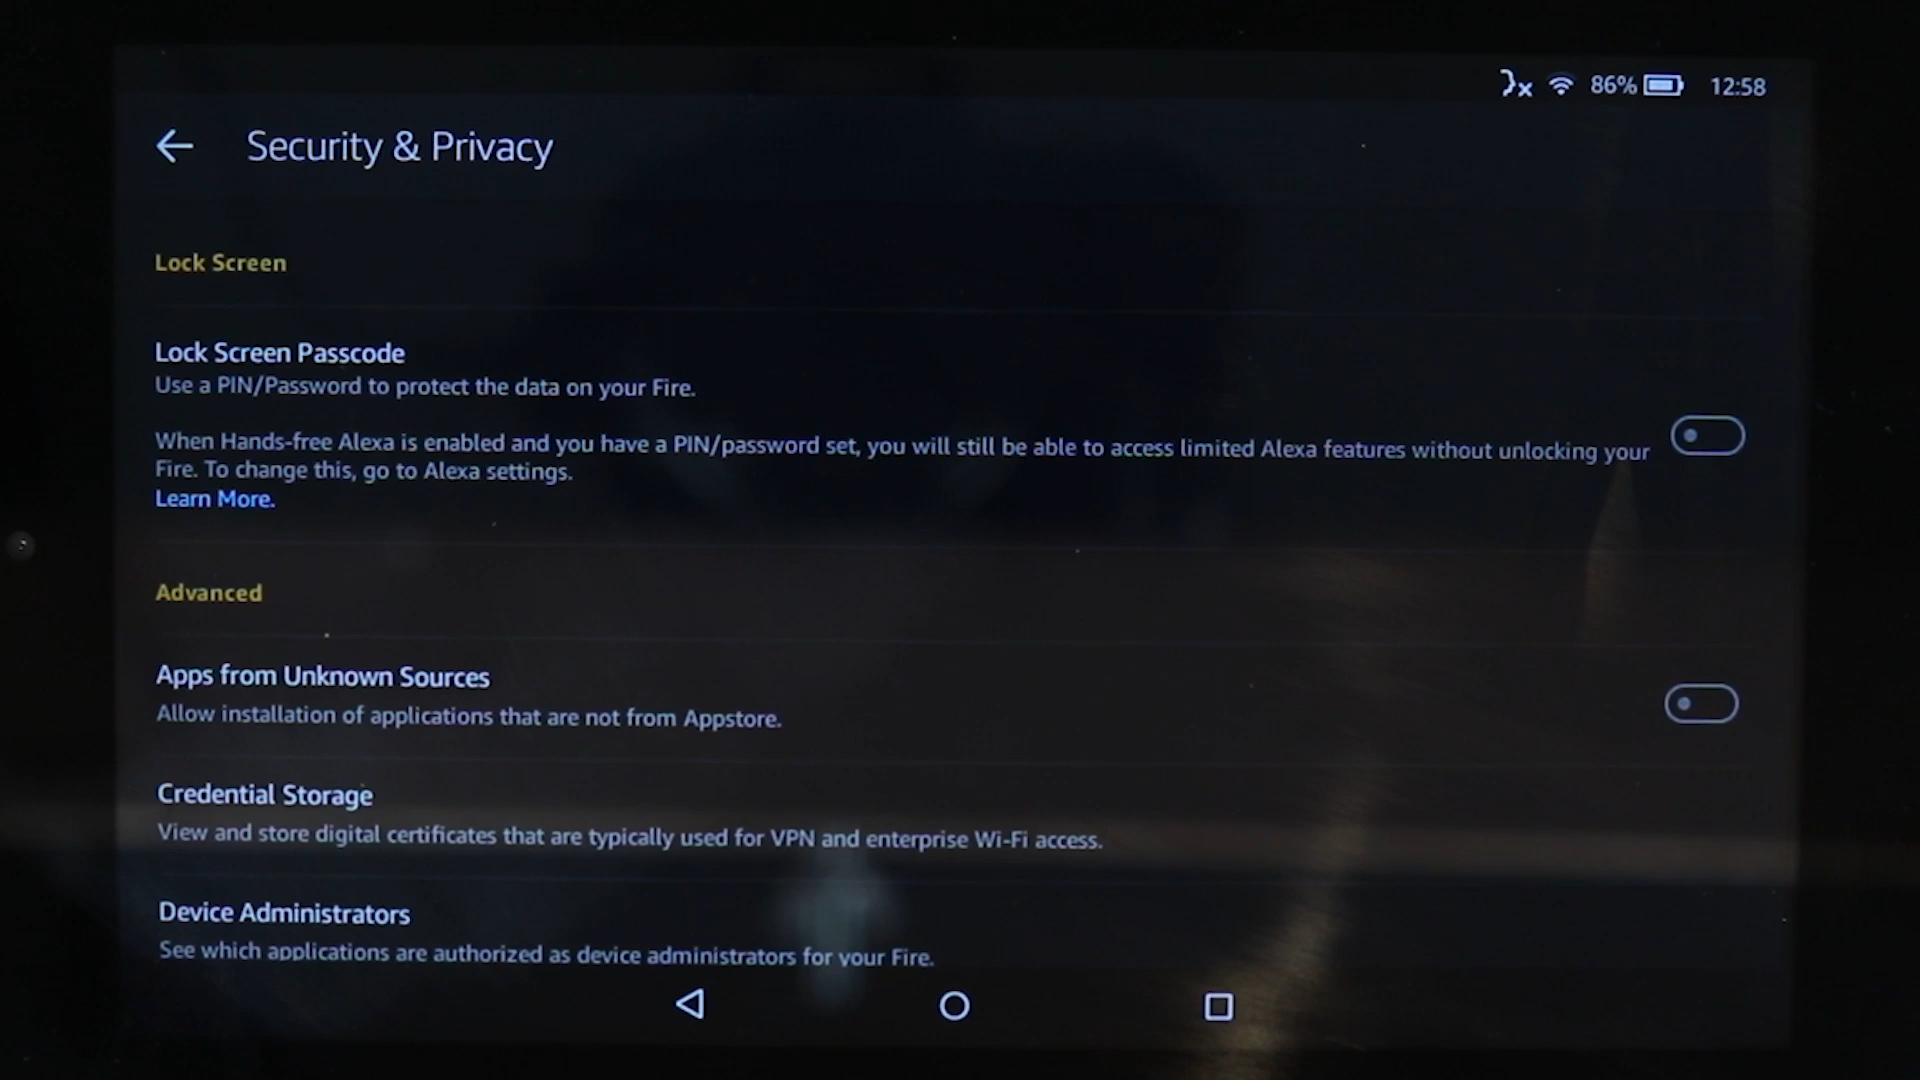 86% 12:58
Security & Privacy
Lock Screen
Lock Screen Passcode
Use a PIN/Password to protect the data on your Fire.
When Hands-free Alexa is enabled and you have a PIN/password set, you will still be able to access limited Alexa features without unlocking your
Fire. To change this, go to Alexa settings.
Learn More.
Advanced
Apps from Unknown Sources
Allow installation of applications that are not from Appstore.
Credential Storage
View and store digital certificates that are typically used for VPN and enterprise Wi-Fi access.
Device Administrators
See which applications are authorized as device administrators for your Fire.